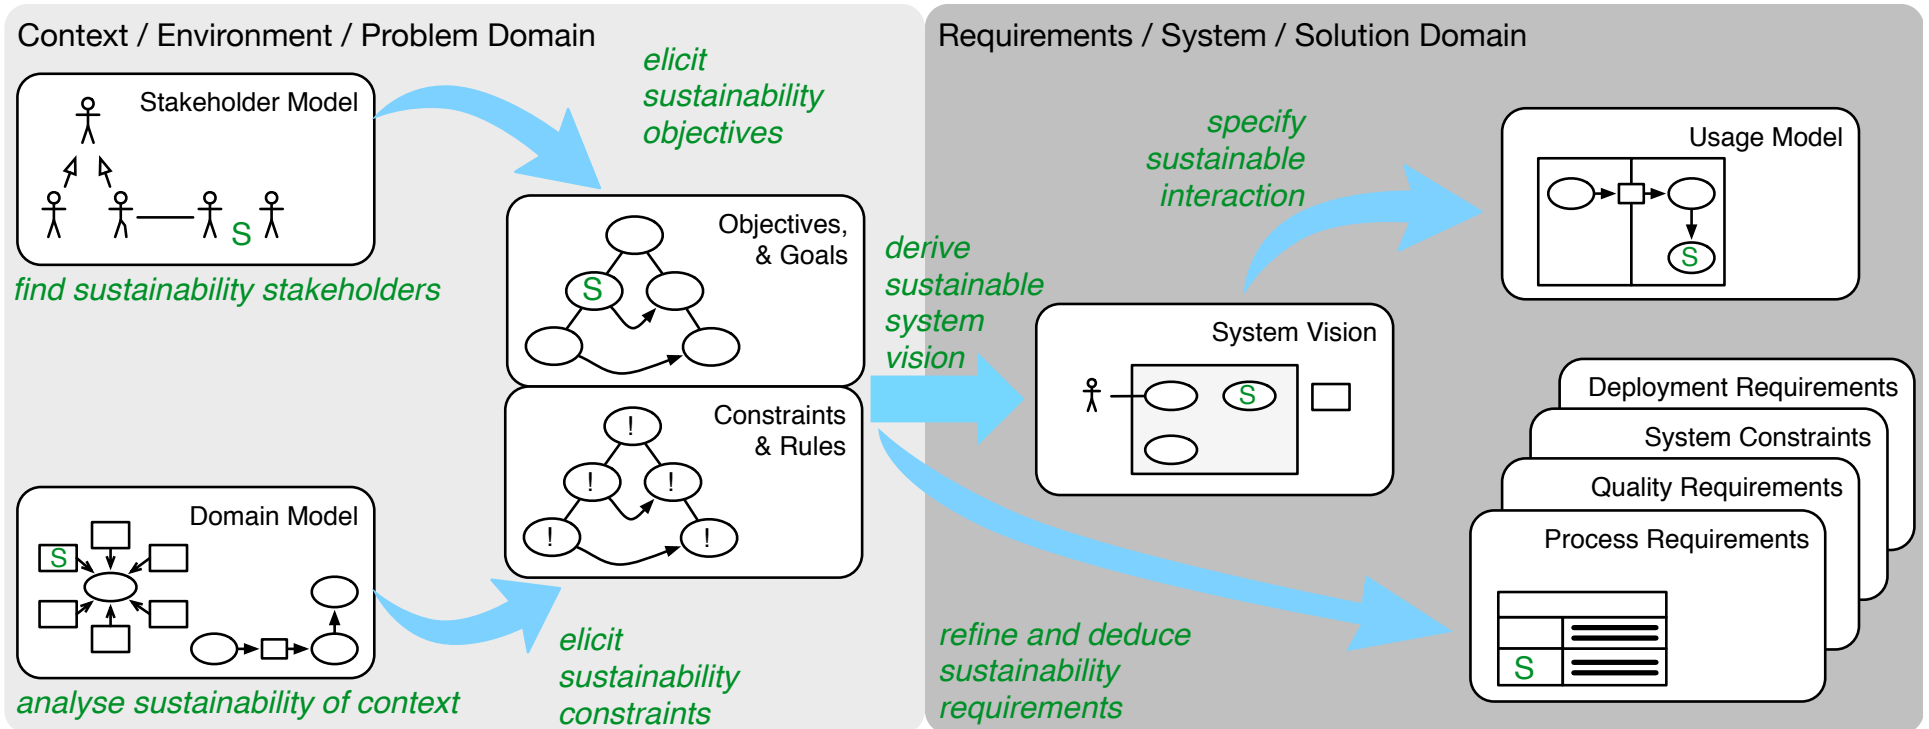 Context / Environment / Problem Domain
Stakeholder Model
S
find sustainability stakeholders
elicit
sustainability
objectives
Objectives,
& Goals
S
Constraints
& Rules
!
! !
! !
Domain Model
S
analyse sustainability of context
elicit
sustainability
constraints
Requirements / System / Solution Domain
derive
sustainable
system
vision
System Vision
S
specify
sustainable
interaction
Usage Model
S
refine and deduce
sustainability
requirements
Deployment Requirements
System Constraints
Quality Requirements
Process Requirements
S